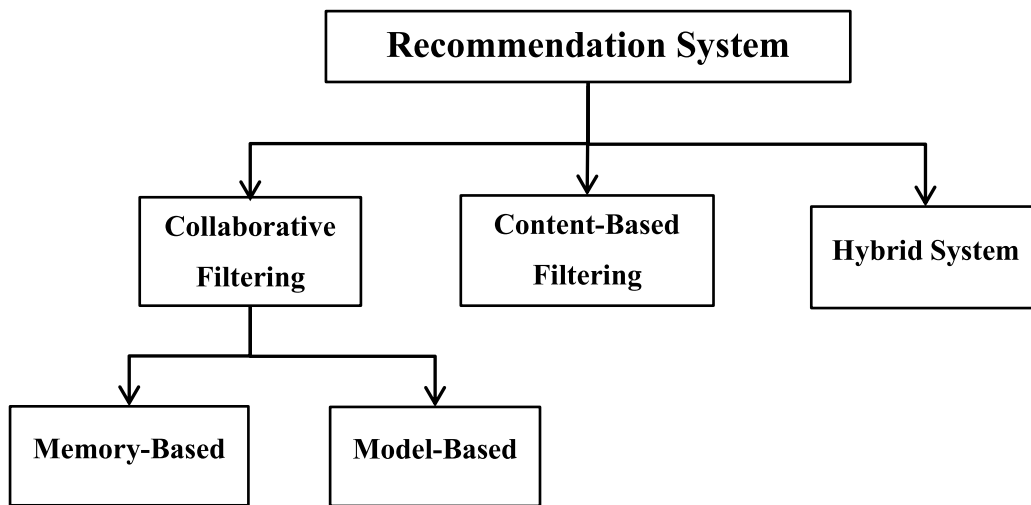 Recommendation System
Collaborative
Filtering
Content-Based
Filtering
Hybrid System
Memory-Based
Model-Based